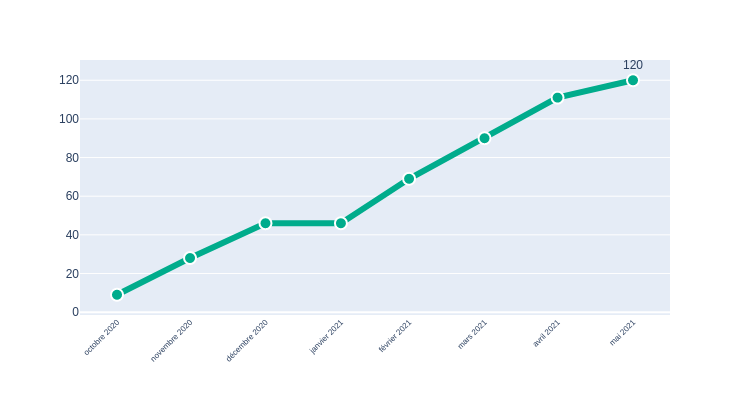 120
120
100
80
60
40
20
0
octobre 2020
novembre 2020
décembre 2020
janvier 2021
février 2021
mars 2021
avril 2021
mai 2021